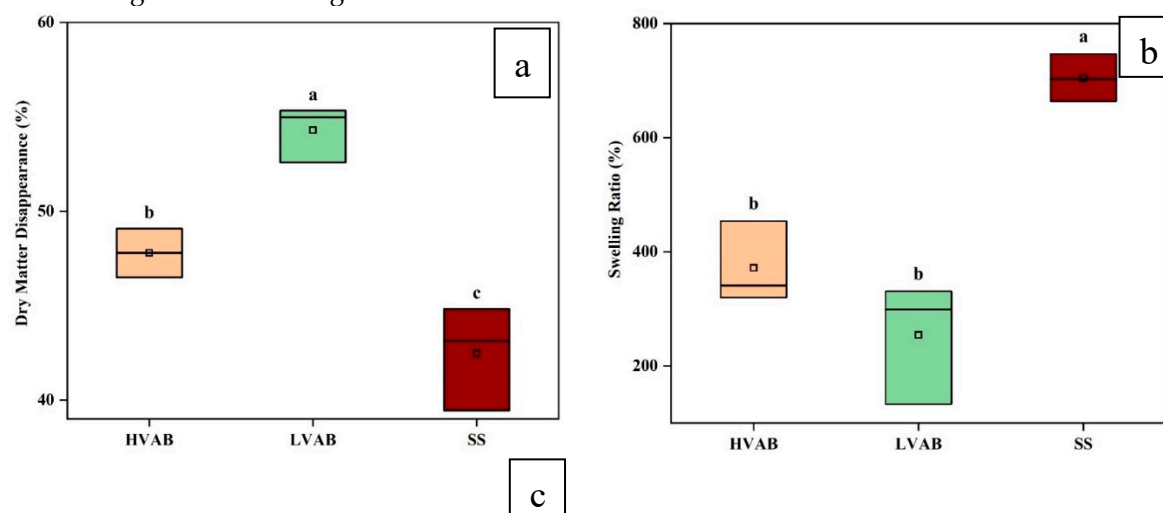 60
50
40
Dry Matter Disappearance (%)
b
a
c
HVAB
LVAB
SS
a
800
600
400
200
Swelling Ratio (%)
b
b
a
HVAB
LVAB
SS
b
c